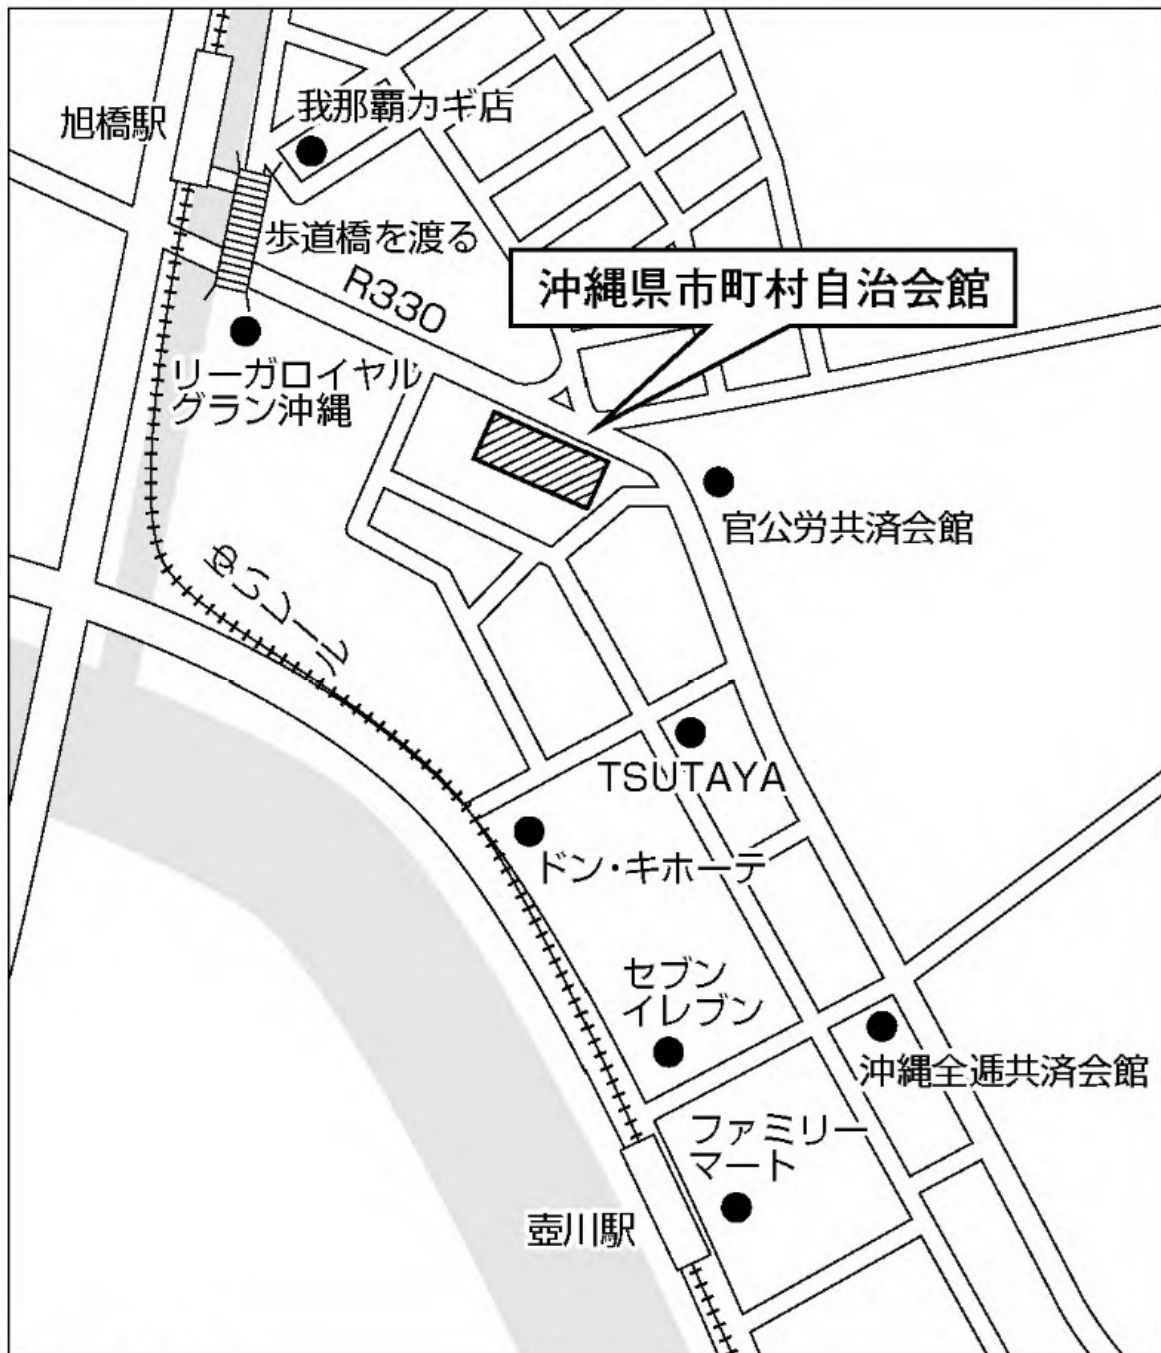 我那覇カギ店
旭橋駅
歩道橋を渡る
R330
沖縄県市町村自治会館
リーガロイヤル
グラン沖縄
官公労共済会館
ゆいレール
TSUTAYA
ドン・キホーテ
セブン
イレブン
沖縄全逓共済会館
ファミリー
マート
壺川駅